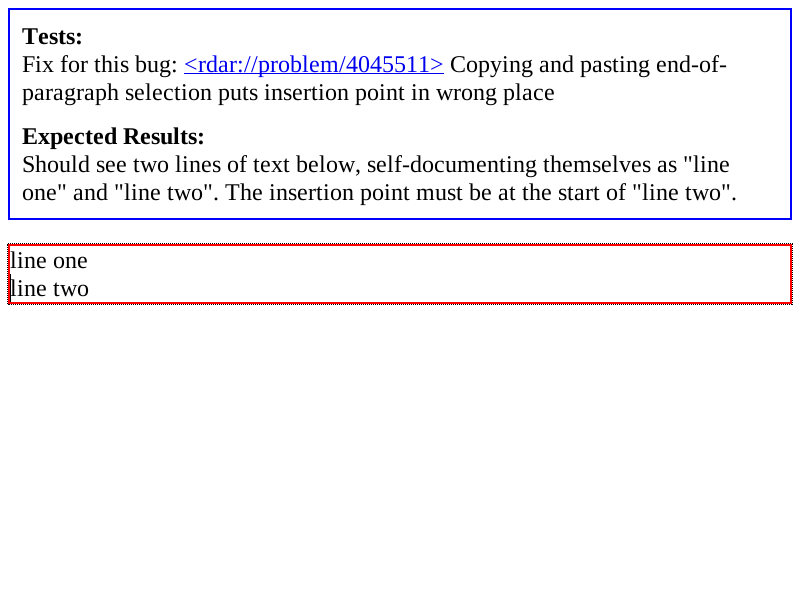 Tests:
Fix for this bug: <rdar://problem/4045511> Copying and pasting end-of-
paragraph selection puts insertion point in wrong place
Expected Results:
Should see two lines of text below, self-documenting themselves as "line
one" and "line two". The insertion point must be at the start of "line two".
line one
line two